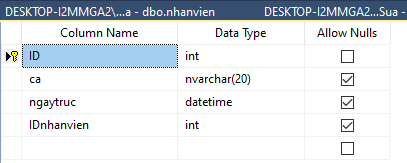 DESKTOP-I2MMGA2\...a - dbo.nhanvien DESKTOP-I2MMGA2...Sua -
Column Name Data Type Allow Nulls
ID int
ca nvarchar(20)
ngaytruc datetime
IDnhanvien int